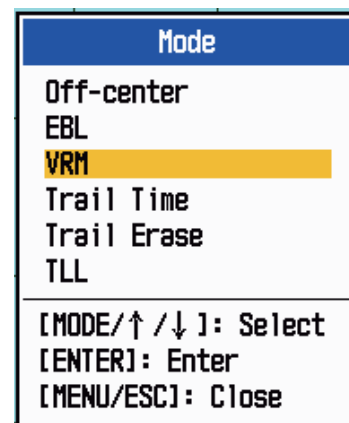 Mode
Off-center
EBL
VRM
Trail Time
Trail Erase
TLL
[MODE/↑/↓]: Select
[ENTER]: Enter
[MENU/ESC]: Close